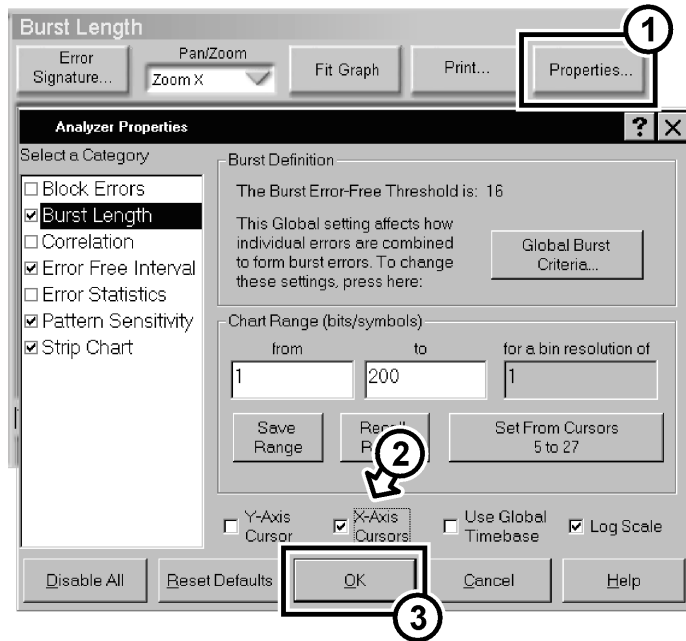 Burst Length
1
Error
Signature...
Pan/Zoom
Zoom X
Fit Graph
Print...
Properties...
Analyzer Properties
? X
Select a Category
Block Errors
Burst Length
Correlation
Error Free Interval
Error Statistics
Pattern Sensitivity
Strip Chart
Burst Definition
The Burst Error-Free Threshold is: 16
This Global setting affects how
individual errors are combined
to form burst errors. To change
these settings, press here:
Global Burst
Criteria...
Chart Range (bits/symbols)
from
to
for a bin resolution of
1
200
1
Save
Range
Set From Cursors
5 to 27
2
Y-Axis
Cursor
X-Axis
Cursors
Use Global
Timebase
Log Scale
Disable All
Reset Defaults
OK
Cancel
Help
3